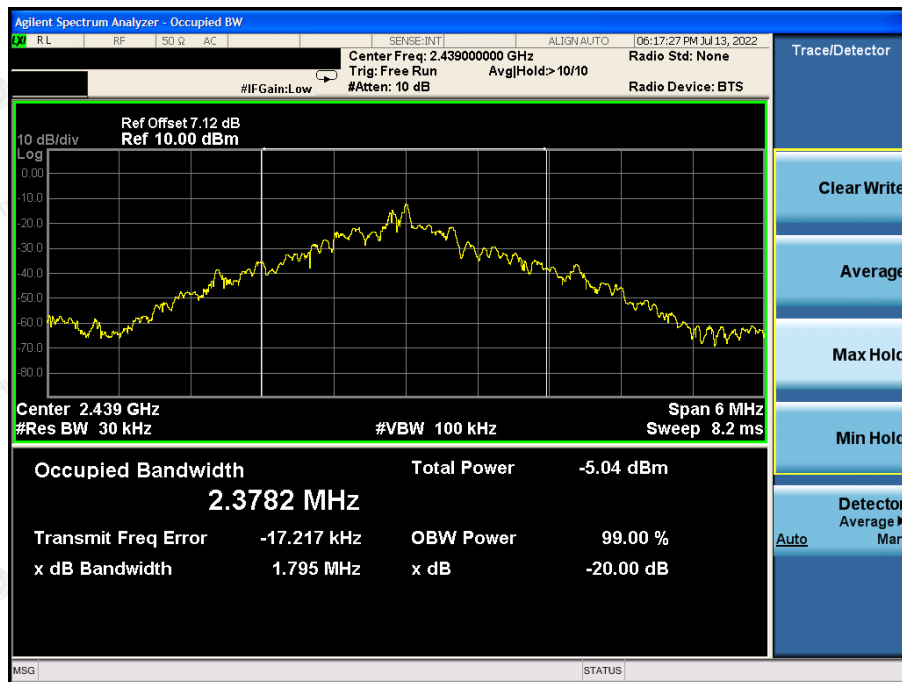 Agilent Spectrum Analyzer - Occupied BW
LXI RL RF 50 Ω AC SENSE:INT ALIGN AUTO 06:17:27 PM Jul 13, 2022
Center Freq: 2.439000000 GHz Radio Std: None
Trig: Free Run Avg|Hold:>10/10
#IFGain:Low #Atten: 10 dB Radio Device: BTS
Trace/Detector
Ref Offset 7.12 dB
10 dB/div Ref 10.00 dBm
Log
0.00
-10.0
-20.0
-30.0
-40.0
-50.0
-60.0
-70.0
-80.0
Center 2.439 GHz Span 6 MHz
#Res BW 30 kHz #VBW 100 kHz Sweep 8.2 ms
Occupied Bandwidth Total Power -5.04 dBm
2.3782 MHz
Transmit Freq Error -17.217 kHz OBW Power 99.00 %
x dB Bandwidth 1.795 MHz x dB -20.00 dB
Clear Write
Average
Max Hold
Min Hold
Detector
Average
Auto Man
MSG STATUS